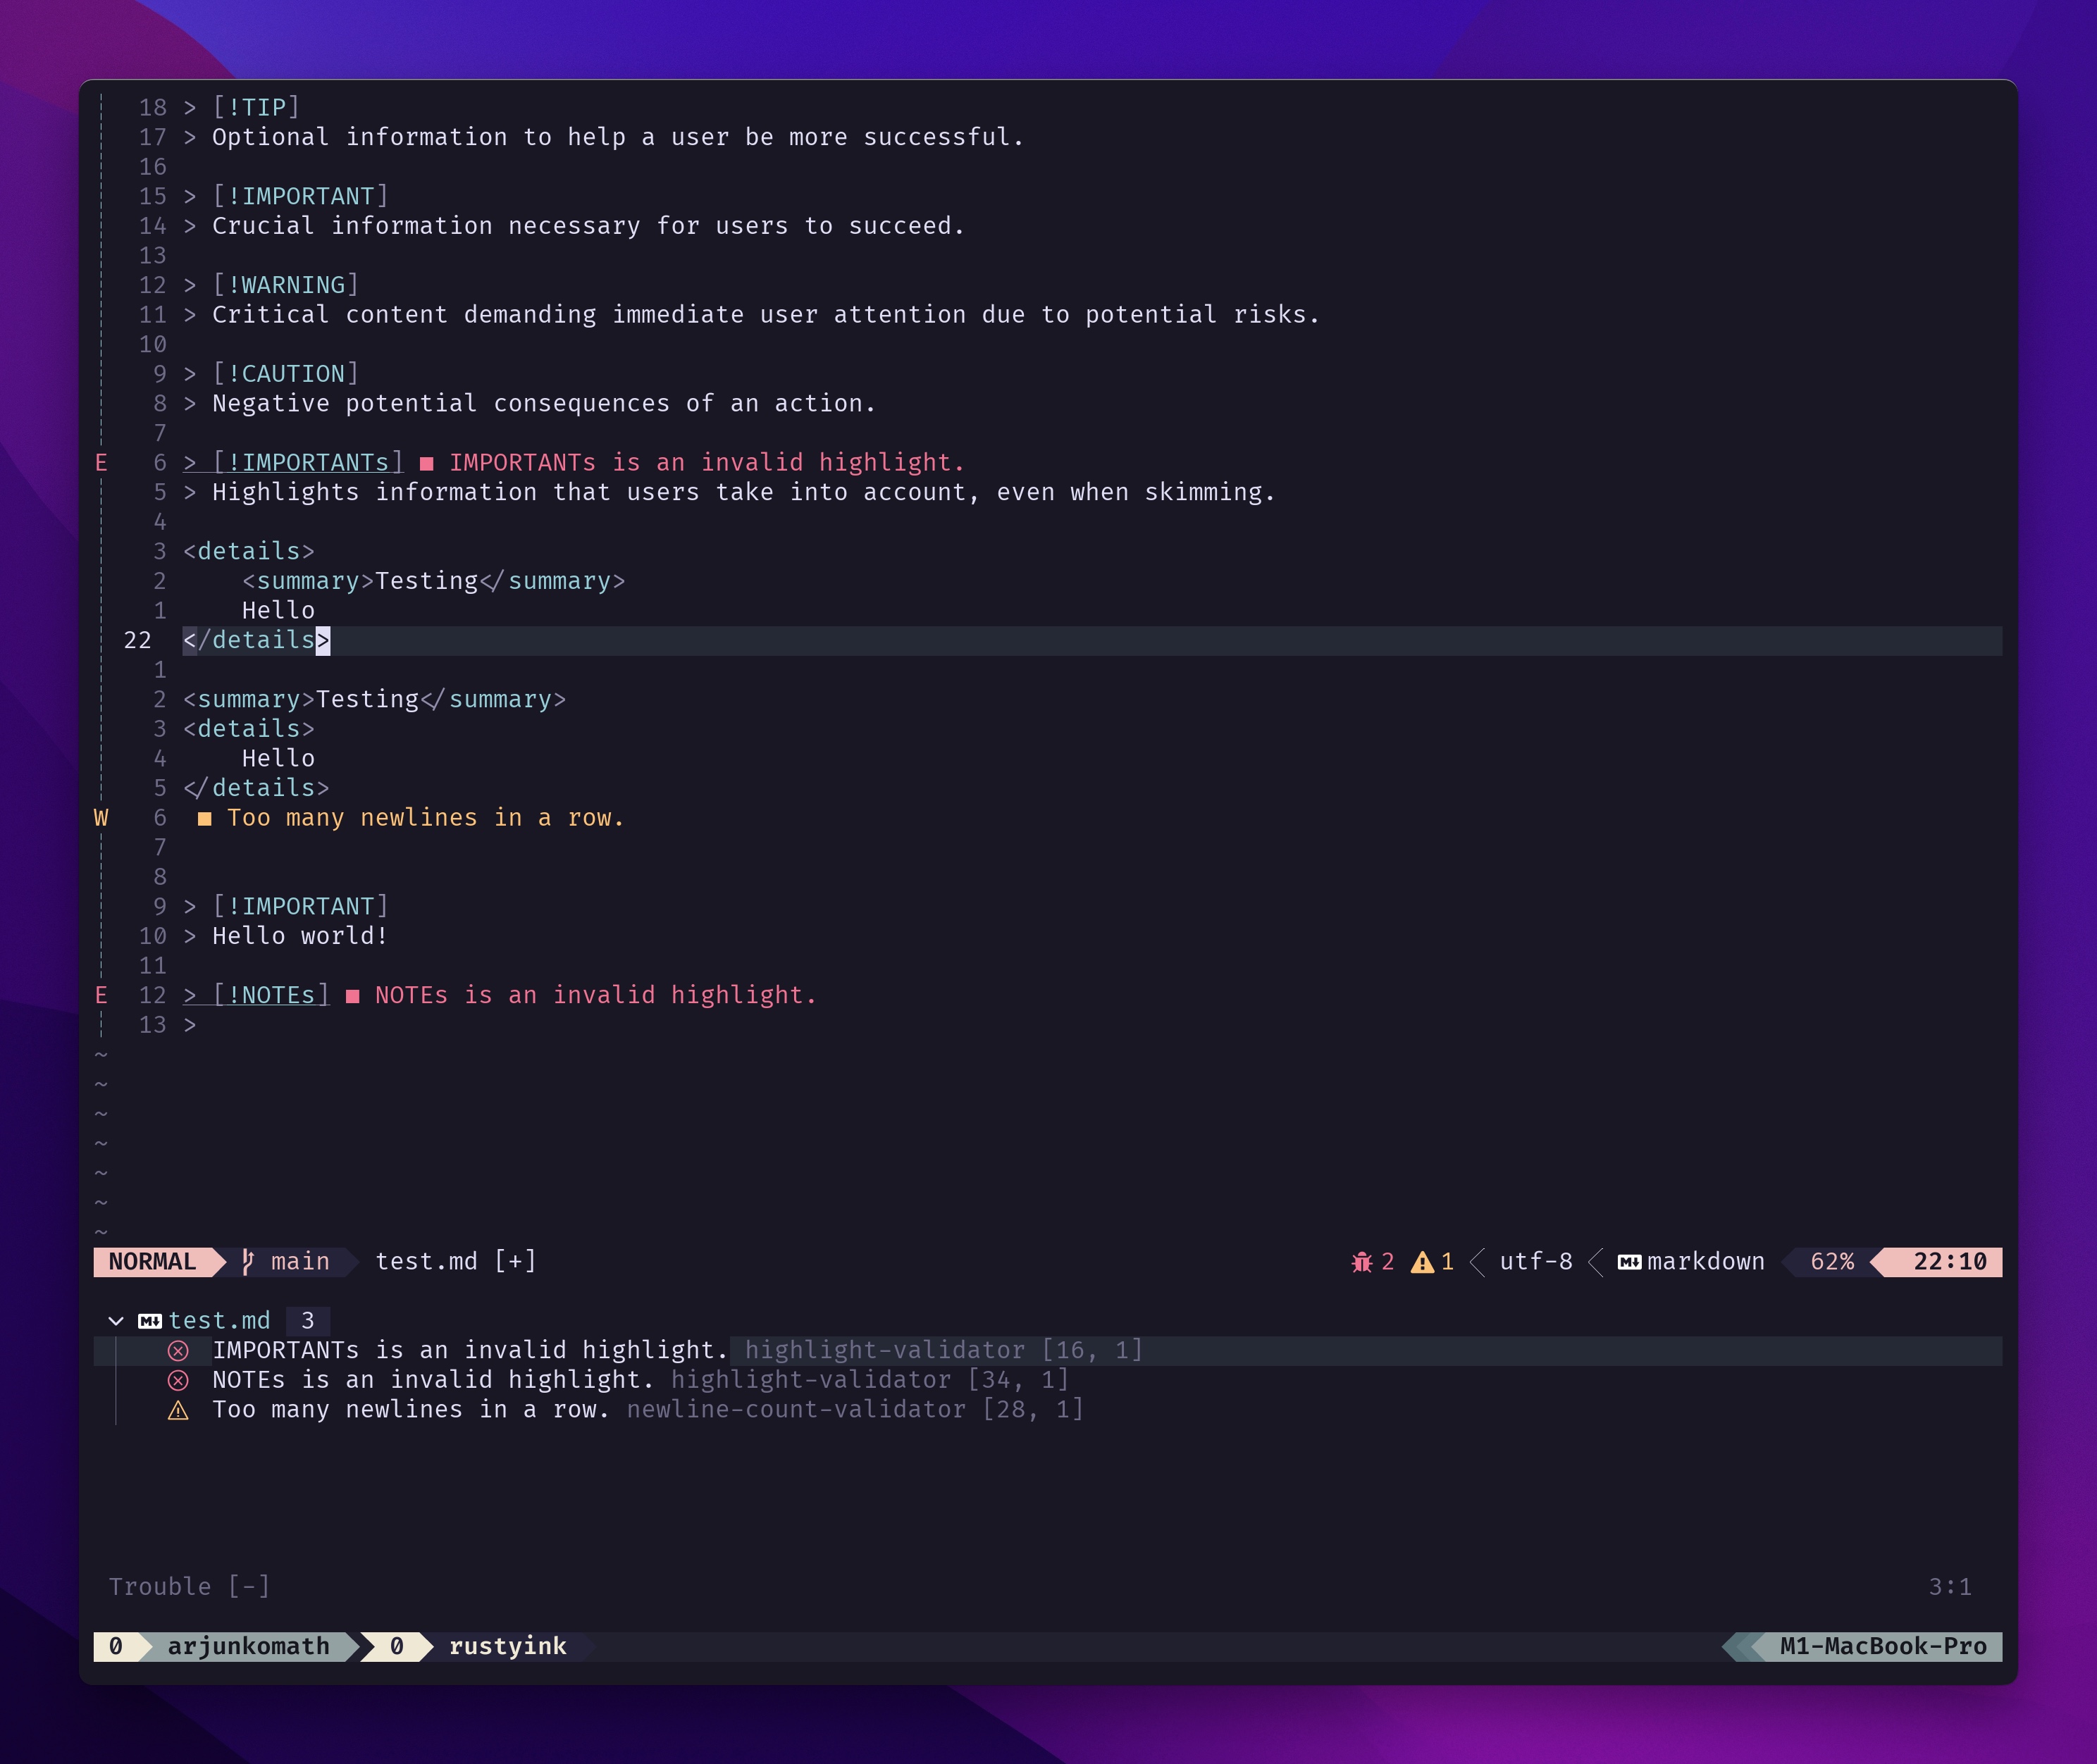 18 > [!TIP]
17 > Optional information to help a user be more successful.
16
15 > [!IMPORTANT]
14 > Crucial information necessary for users to succeed.
13
12 > [!WARNING]
11 > Critical content demanding immediate user attention due to potential risks.
10
9 > [!CAUTION]
8 > Negative potential consequences of an action.
7
E 6 > [!IMPORTANTs] ■ IMPORTANTs is an invalid highlight.
5 > Highlights information that users take into account, even when skimming.
4
3 <details>
2     <summary>Testing</summary>
1     Hello
22 </details>
1
2 <summary>Testing</summary>
3 <details>
4     Hello
5 </details>
W 6 ■ Too many newlines in a row.
7
8
9 > [!IMPORTANT]
10 > Hello world!
11
E 12 > [!NOTEs] ■ NOTEs is an invalid highlight.
13 >
~
~
~
~
~
~
~
NORMAL main test.md [+] 2 1 utf-8 markdown 62% 22:10
test.md 3
IMPORTANTs is an invalid highlight. highlight-validator [16, 1]
NOTEs is an invalid highlight. highlight-validator [34, 1]
Too many newlines in a row. newline-count-validator [28, 1]
Trouble [-] 3:1
0 arjunkomath 0 rustyink M1-MacBook-Pro